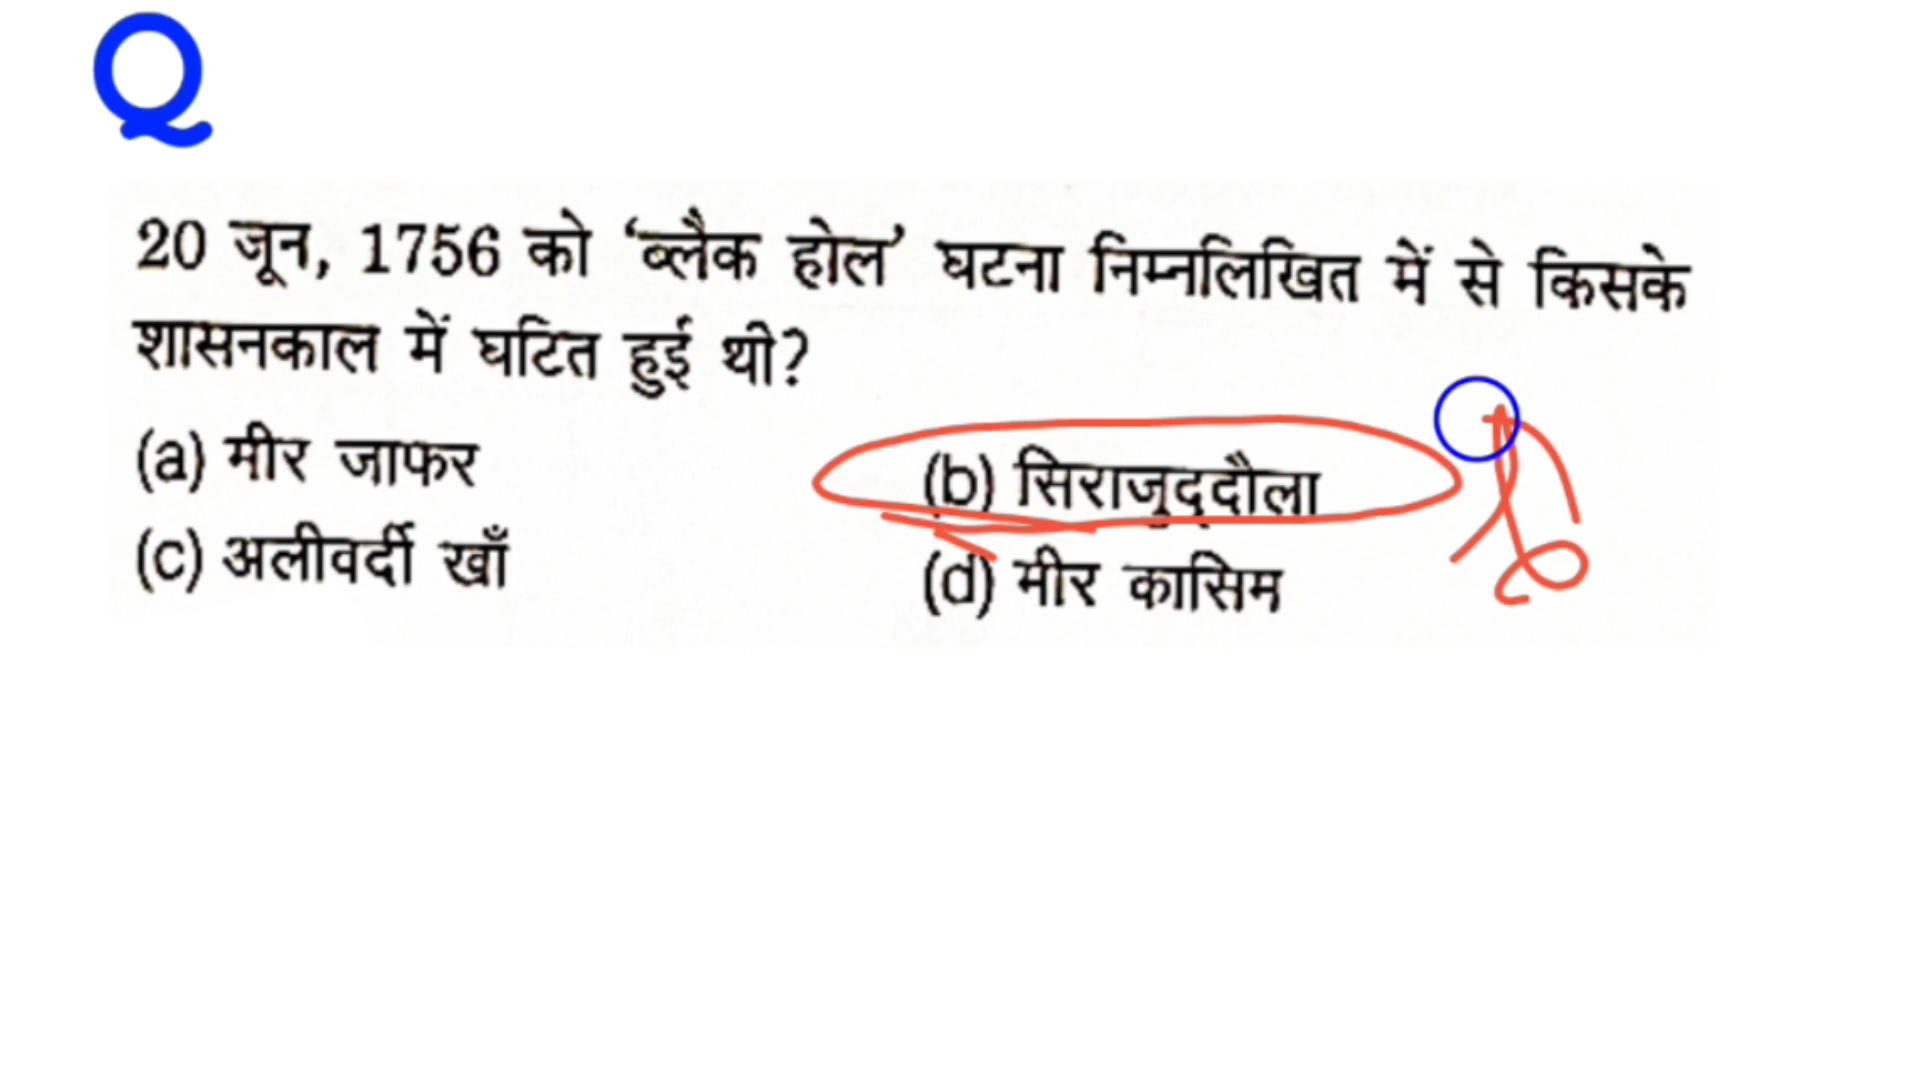 Q
20 जून, 1756 को 'ब्लैक होल' घटना निम्नलिखित में से किसके
शासनकाल में घटित हुई थी?
(a) मीर जाफर (b) सिराजुद्दौला
(c) अलीवर्दी खाँ (d) मीर कासिम